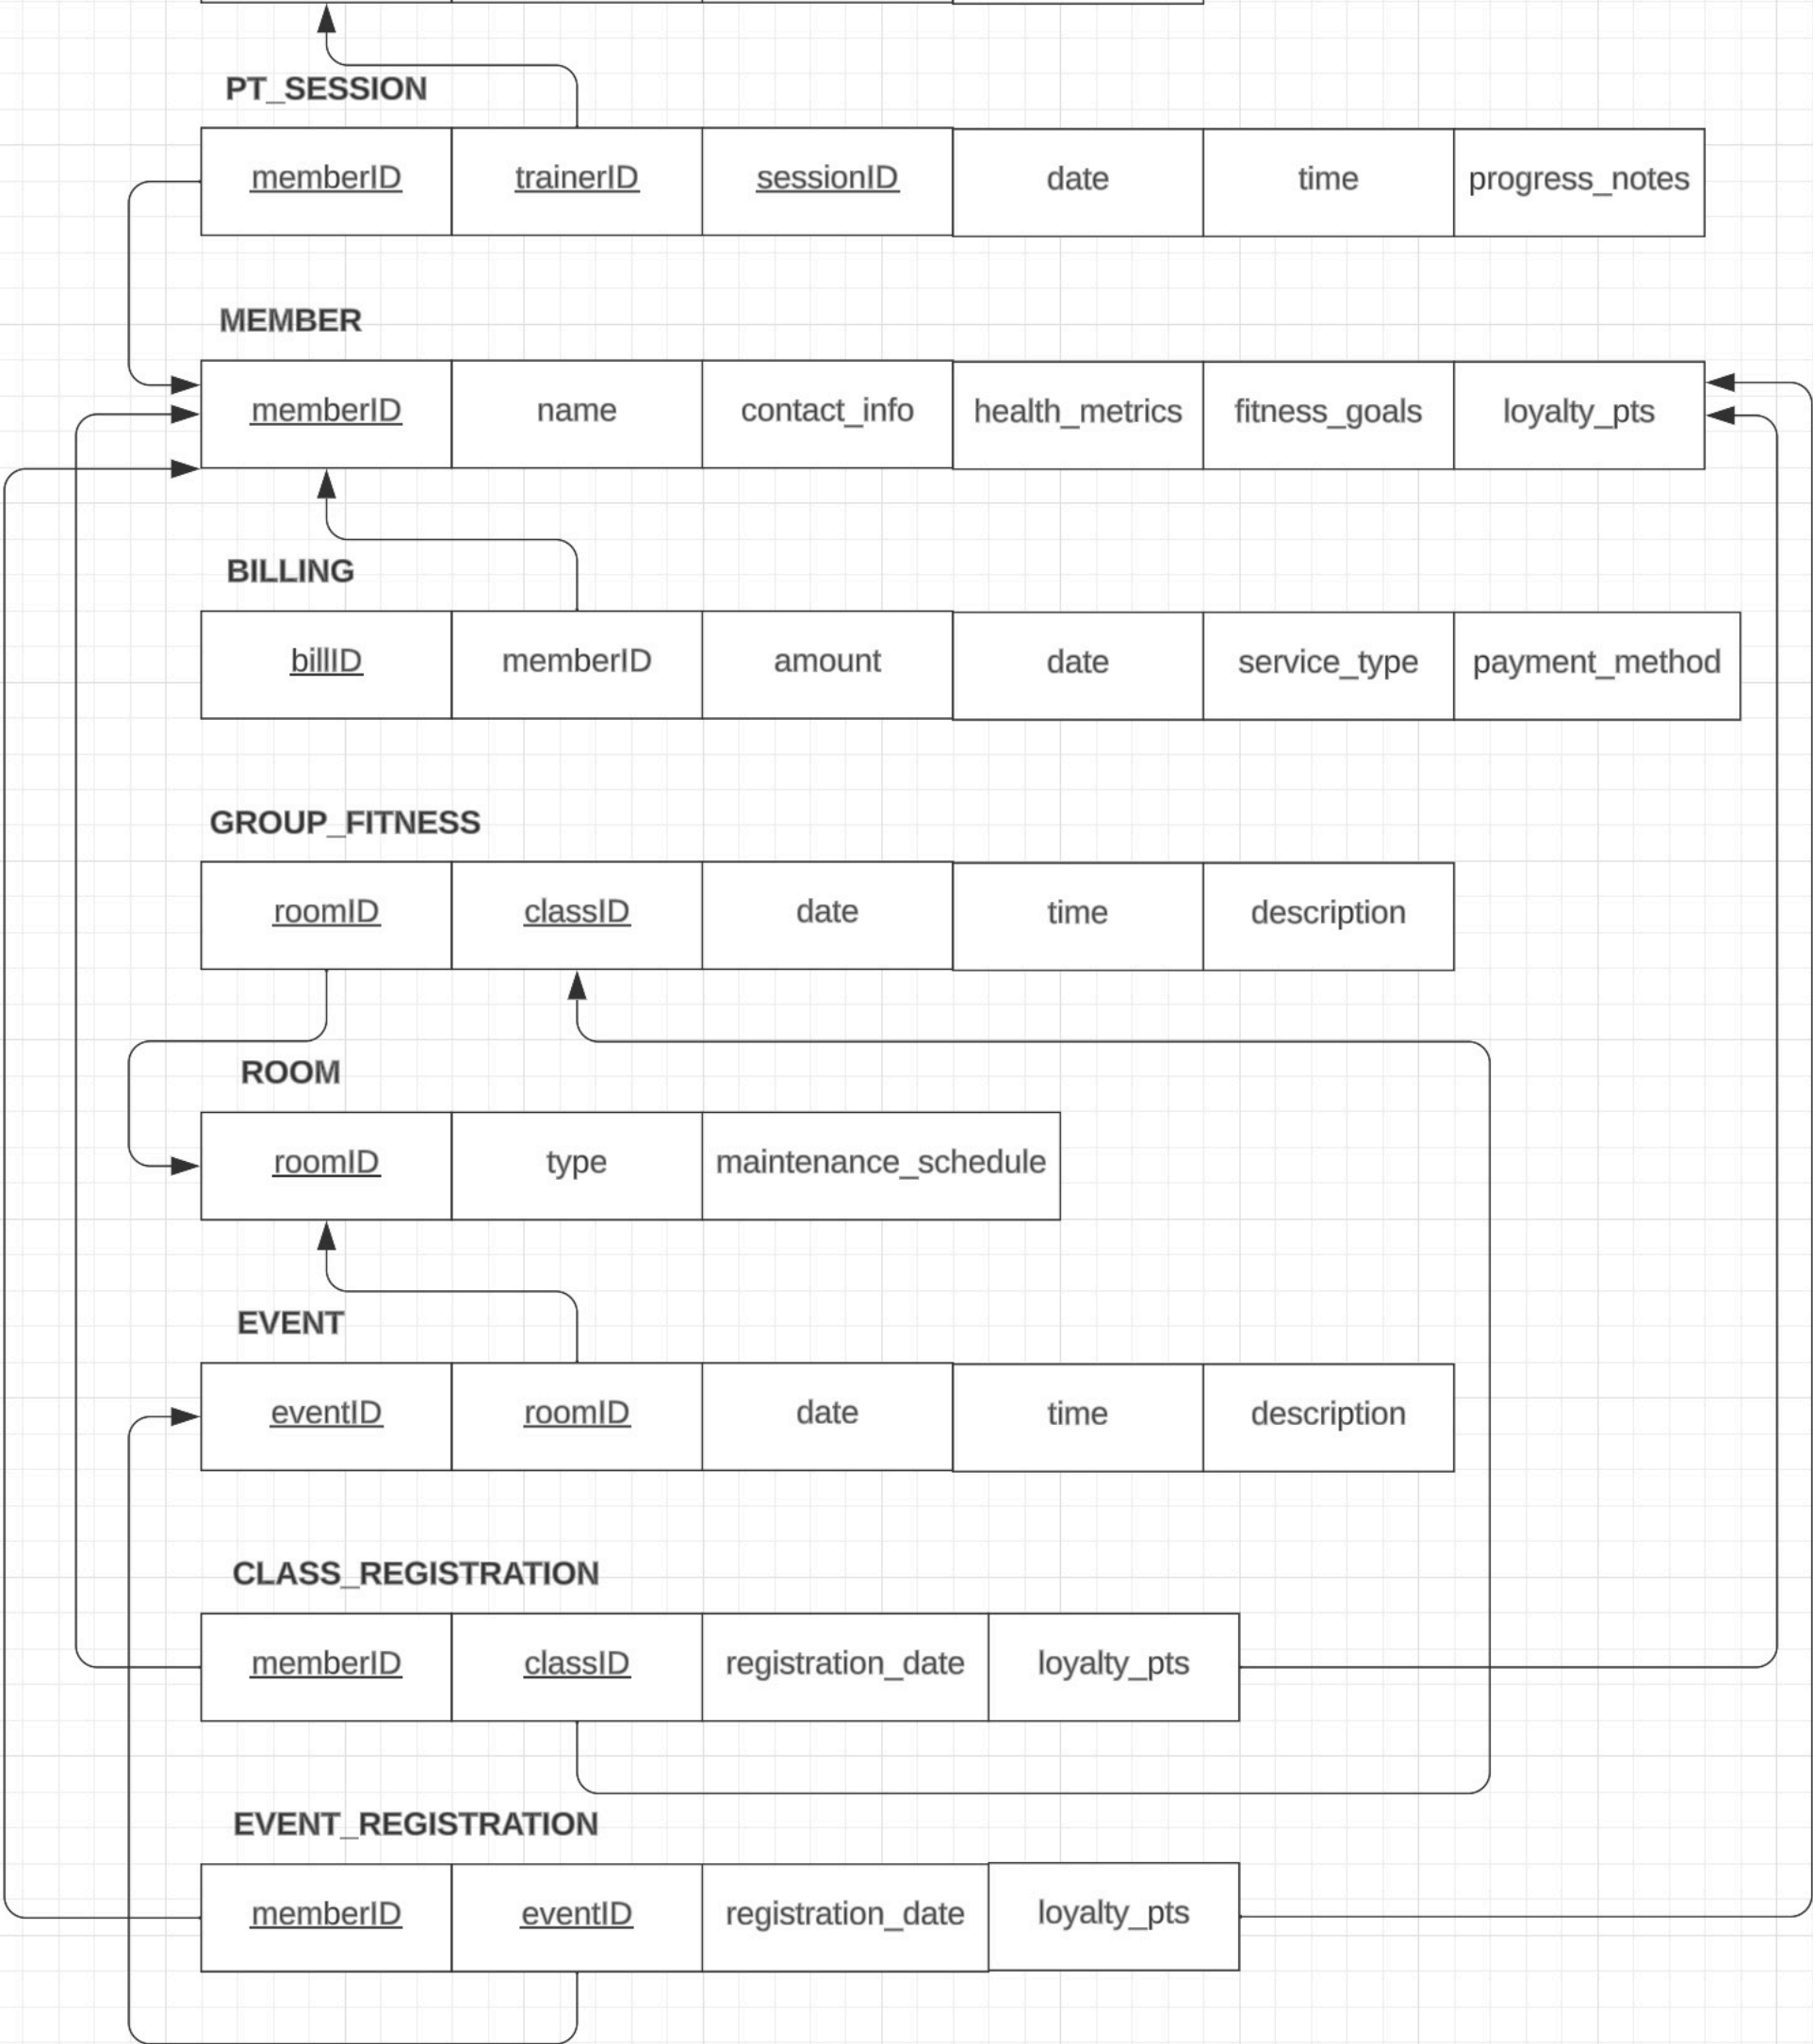 PT_SESSION
memberID trainerID sessionID date time progress_notes
MEMBER
memberID name contact_info health_metrics fitness_goals loyalty_pts
BILLING
billID memberID amount date service_type payment_method
GROUP_FITNESS
roomID classID date time description
ROOM
roomID type maintenance_schedule
EVENT
eventID roomID date time description
CLASS_REGISTRATION
memberID classID registration_date loyalty_pts
EVENT_REGISTRATION
memberID eventID registration_date loyalty_pts